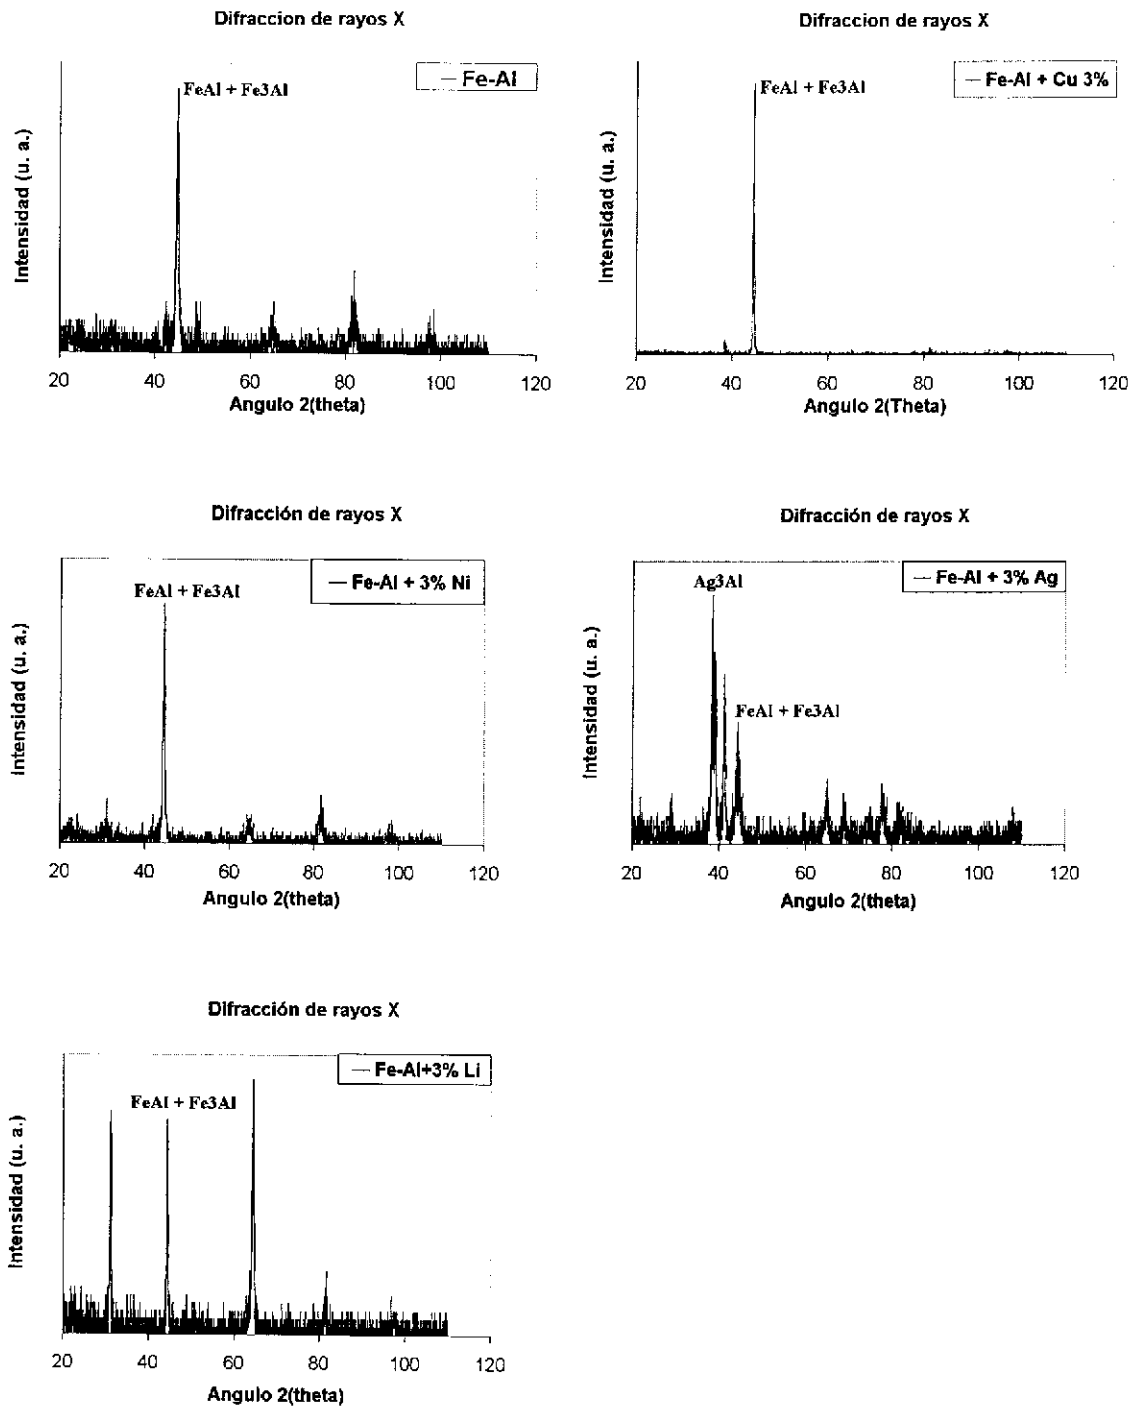 Difraccion de rayos X
Fe-Al
FeAl + Fe3Al
Intensidad (u. a.)
20 40 60 80 100 120
Angulo 2(theta)
Difraccion de rayos X
Fe-Al + Cu 3%
FeAl + Fe3Al
Intensidad (u. a.)
20 40 60 80 100 120
Angulo 2(Theta)
Difracción de rayos X
Fe-Al + 3% Ni
FeAl + Fe3Al
Intensidad (u. a.)
20 40 60 80 100 120
Angulo 2(theta)
Difracción de rayos X
Fe-Al + 3% Ag
Ag3Al
FeAl + Fe3Al
Intensidad (u. a.)
20 40 60 80 100 120
Angulo 2(theta)
Difracción de rayos X
Fe-Al+3% Li
FeAl + Fe3Al
Intensidad (u. a.)
20 40 60 80 100 120
Angulo 2(theta)